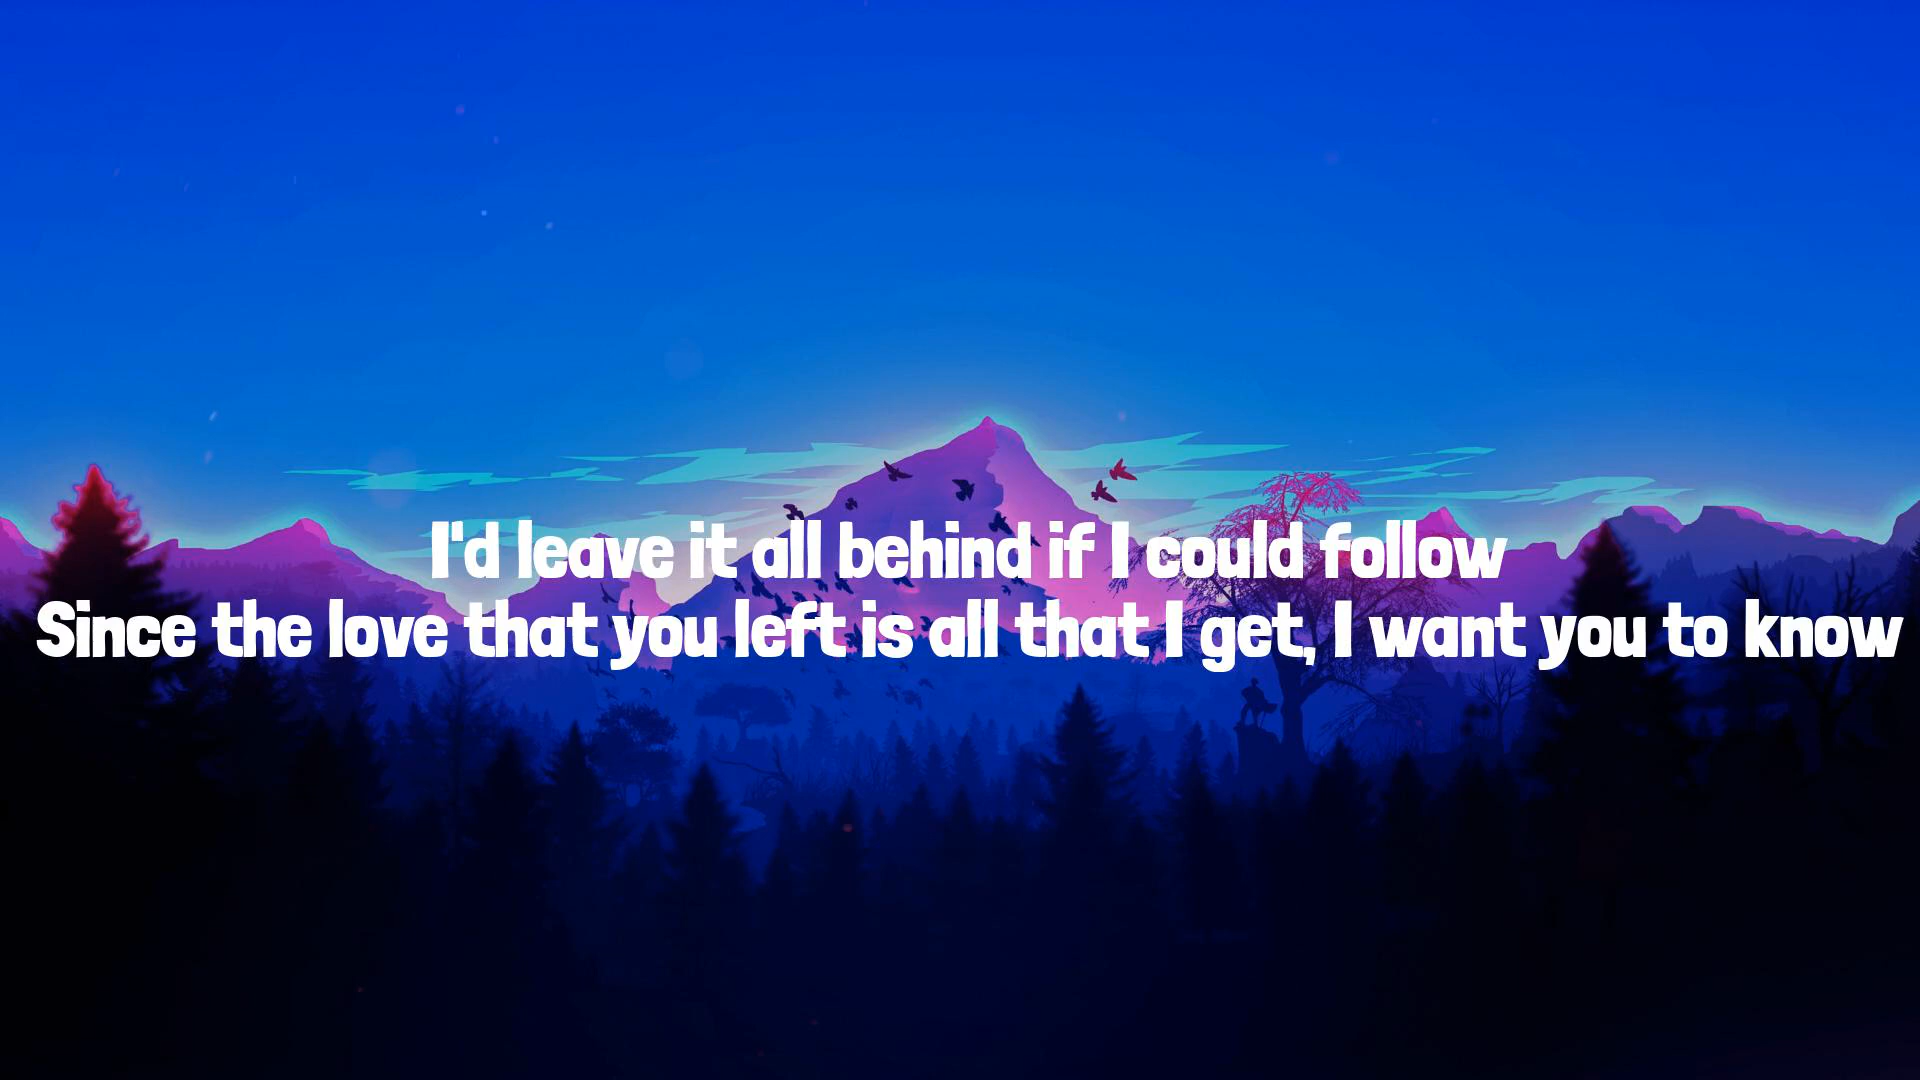 I'd leave it all behind if I could follow
Since the love that you left is all that I get, I want you to know